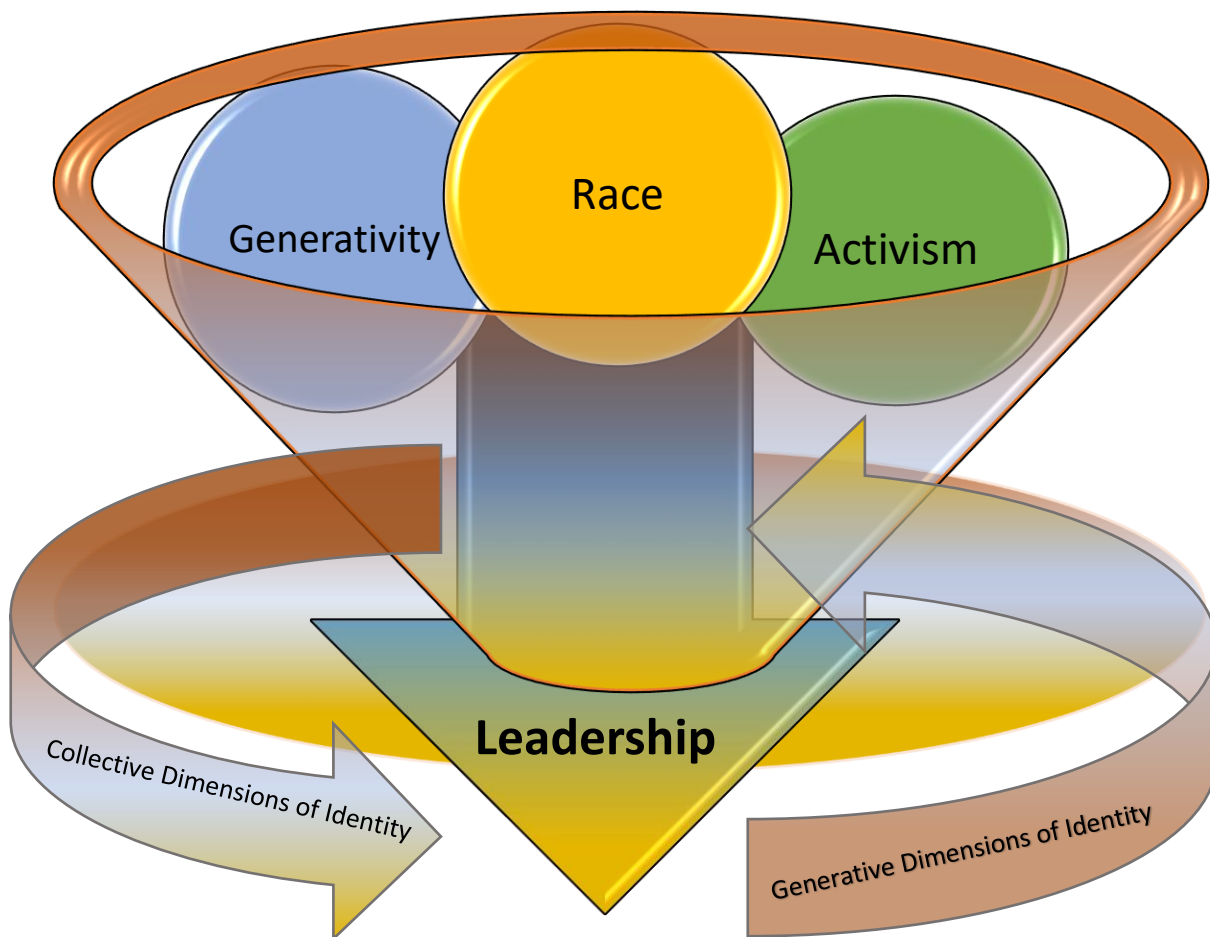 Generativity
Race
Activism
Leadership
Collective Dimensions of Identity
Generative Dimensions of Identity